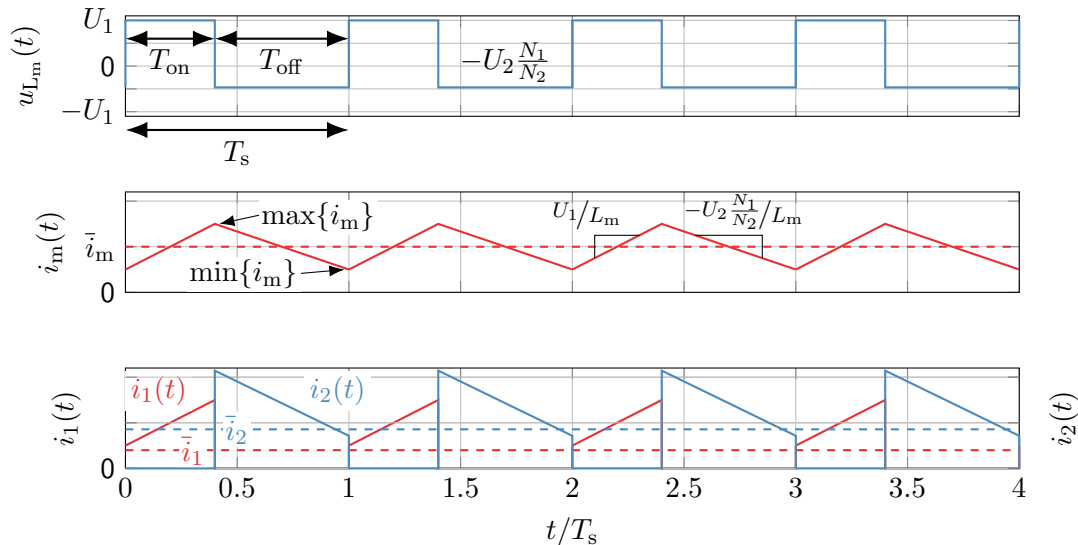 u_{L_m}(t)
U_1
0
−U_1
T_on
T_off
−U_2 N_1/N_2
T_s
i_m(t)
ī_m
0
max{i_m}
min{i_m}
U_1/L_m
−U_2 N_1/N_2/L_m
i_1(t)
0
i_1(t)
i_2(t)
ī_2
ī_1
i_2(t)
0 0.5 1 1.5 2 2.5 3 3.5 4
t/T_s